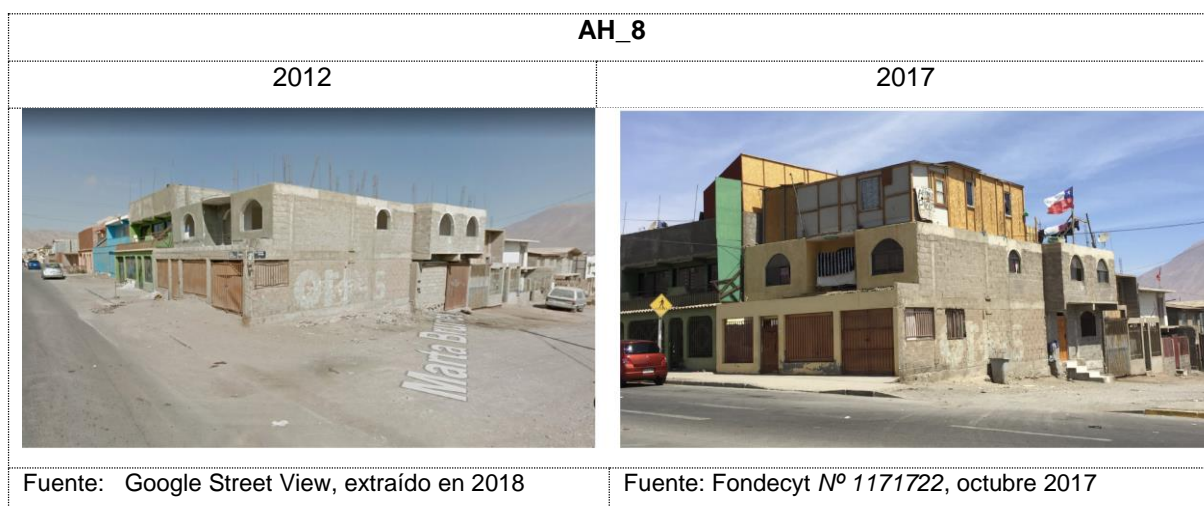 AH_8
2012
2017
Fuente: Google Street View, extraído en 2018
Fuente: Fondecyt Nº 1171722, octubre 2017